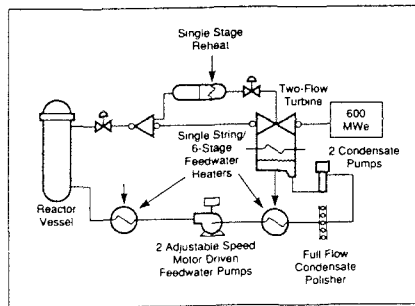 Single Stage
Reheat
Two-Flow
Turbine
600
MWe
Single String/
6-Stage
Feedwater
Heaters
2 Condensate
Pumps
Reactor
Vessel
2 Adjustable Speed
Motor Driven
Feedwater Pumps
Full Flow
Condensate
Polisher